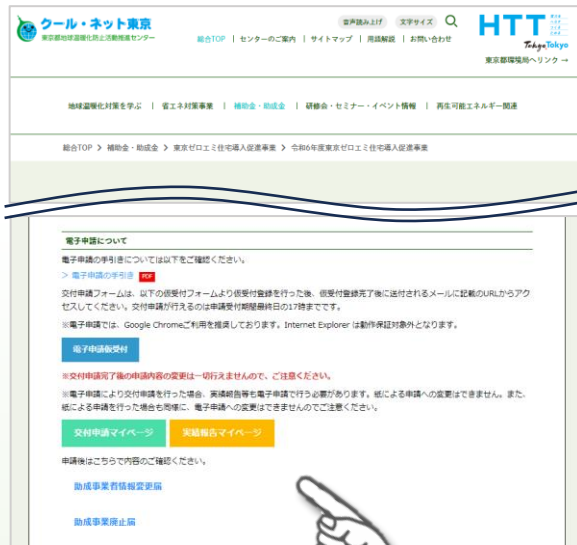 クール・ネット東京
東京都地球温暖化防止活動推進センター
音声読み上げ 文字サイズ
総合TOP | センターのご案内 | サイトマップ | 用語解説 | お問い合わせ
HTT
TokyoTokyo
東京都環境局へリンク →
地球温暖化対策を学ぶ | 省エネ対策事業 | 補助金・助成金 | 研修会・セミナー・イベント情報 | 再生可能エネルギー関連
総合TOP > 補助金・助成金 > 東京ゼロエミ住宅導入促進事業 > 令和6年度東京ゼロエミ住宅導入促進事業
電子申請について
電子申請の手引きについては以下をご確認ください。
> 電子申請の手引き PDF
交付申請フォームは、以下の仮受付フォームより仮受付登録を行った後、仮受付登録完了後に送付されるメールに記載のURLからアク
セスしてください。交付申請が行えるのは申請受付期間最終日の17時までです。
※電子申請では、Google Chromeご利用を推奨しております。Internet Explorer は動作保証対象外となります。
電子申請仮受付
※交付申請完了後の申請内容の変更は一切行えませんので、ご注意ください。
※電子申請により交付申請を行った場合、実績報告等も電子申請で行う必要があります。紙による申請への変更はできません。また、
紙による申請を行った場合も同様に、電子申請への変更はできませんのでご注意ください。
交付申請マイページ 実績報告マイページ
申請後はこちらで内容のご確認ください。
助成事業者情報変更届
助成事業廃止届